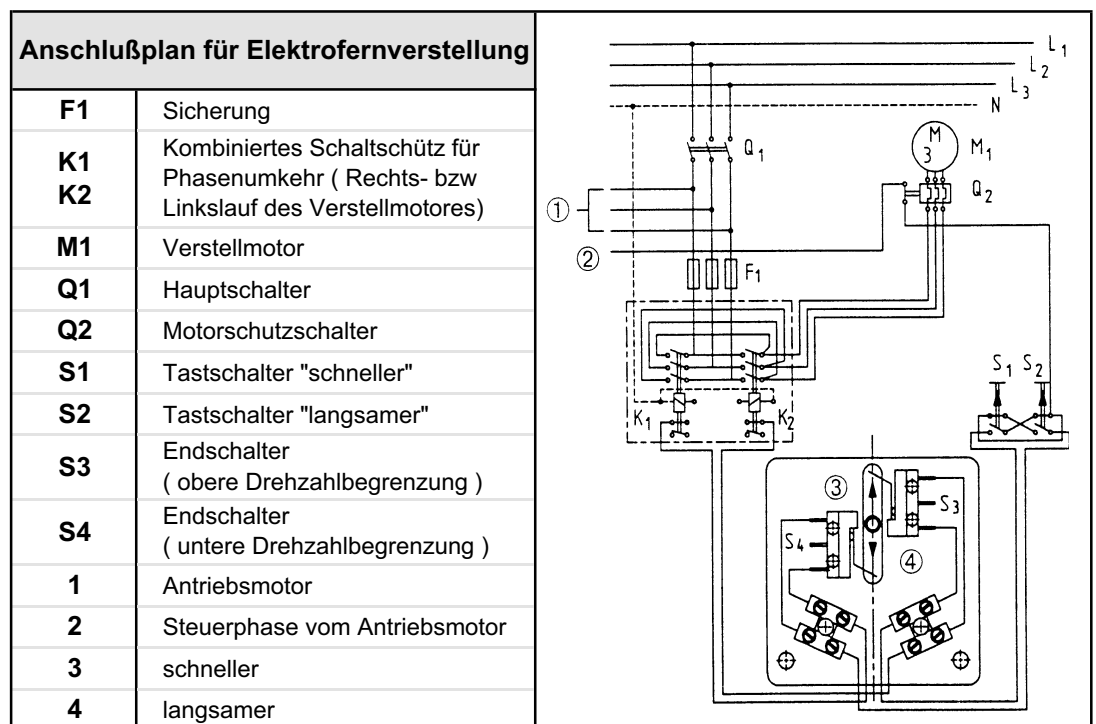 Anschlußplan für Elektrofernverstellung
F1 Sicherung
K1
K2
Kombiniertes Schaltschütz für
Phasenumkehr ( Rechts- bzw
Linkslauf des Verstellmotores)
M1 Verstellmotor
Q1 Hauptschalter
Q2 Motorschutzschalter
S1 Tastschalter "schneller"
S2 Tastschalter "langsamer"
S3
Endschalter
( obere Drehzahlbegrenzung )
S4
Endschalter
( untere Drehzahlbegrenzung )
1 Antriebsmotor
2 Steuerphase vom Antriebsmotor
3 schneller
4 langsamer
L1
L2
L3
N
Q1
M
3
M1
Q2
1
2
F1
K1
K2
S1 S2
3
S3
S4
4